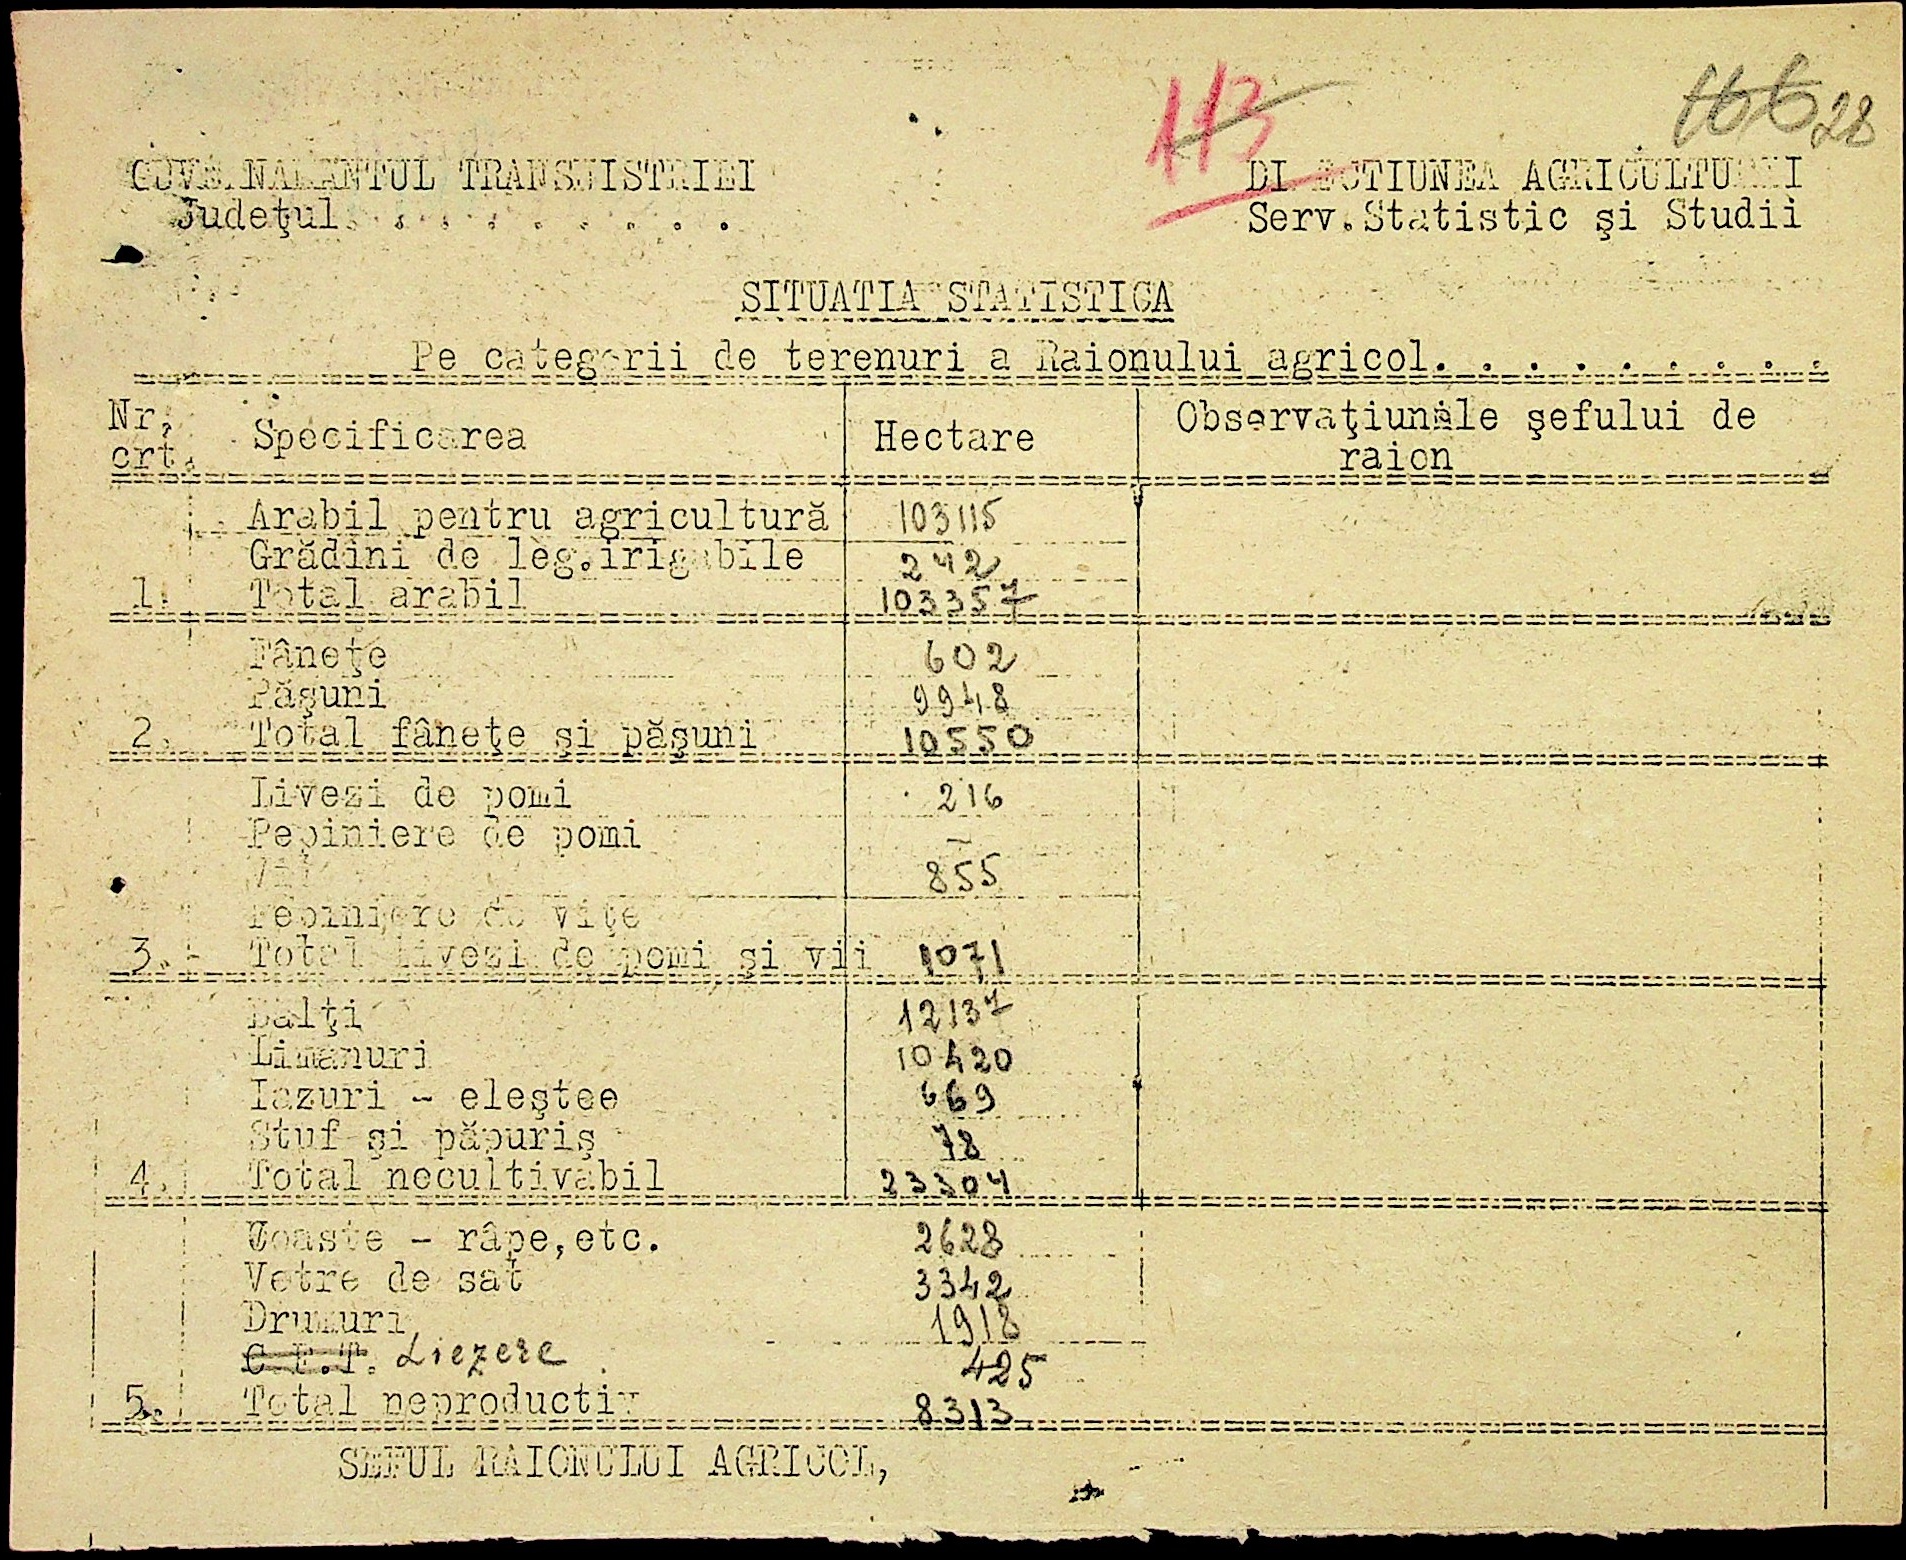 113
166 28
GUVERNAMANTUL TRANSNISTRIEI
DIRECTIUNEA AGRICULTURII
Judeţul . . . . . . . . .
Serv.Statistic şi Studii
SITUATIA STATISTICA
Pe categorii de terenuri a Raionului agricol. . . . . . . . .
Nr. crt. Specificarea Hectare Observaţiunele şefului de raion
Arabil pentru agricultură 103115
Grădini de leg.irigabile 242
1. Total arabil 103357
Fâneţe 602
Păşuni 9948
2. Total fâneţe şi păşuni 10550
Livezi de pomi 216
Pepiniere de pomi –
Vii 855
Pepiniere de viţe
3. Total livezi de pomi şi vii 1071
Balţi 12137
Limanuri 10420
Iazuri - eleştee 669
Stuf şi păpuriş 78
4. Total necultivabil 23304
Coaste - râpe,etc. 2628
Vetre de sat 3342
Drumuri 1918
C.F.T. Liezere 425
5. Total neproductiv 8313
SEFUL RAIONULUI AGRICOL,